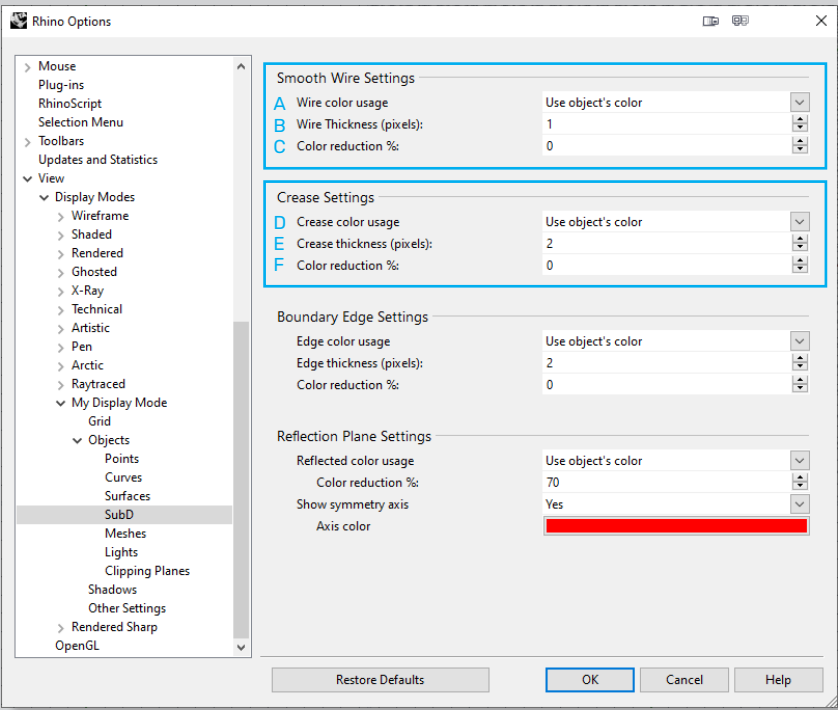 Rhino Options
Mouse
Plug-ins
RhinoScript
Selection Menu
Toolbars
Updates and Statistics
View
Display Modes
Wireframe
Shaded
Rendered
Ghosted
X-Ray
Technical
Artistic
Pen
Arctic
Raytraced
My Display Mode
Grid
Objects
Points
Curves
Surfaces
SubD
Meshes
Lights
Clipping Planes
Shadows
Other Settings
Rendered Sharp
OpenGL
Smooth Wire Settings
A Wire color usage Use object's color
B Wire Thickness (pixels): 1
C Color reduction %: 0
Crease Settings
D Crease color usage Use object's color
E Crease thickness (pixels): 2
F Color reduction %: 0
Boundary Edge Settings
Edge color usage Use object's color
Edge thickness (pixels): 2
Color reduction %: 0
Reflection Plane Settings
Reflected color usage Use object's color
Color reduction %: 70
Show symmetry axis Yes
Axis color
Restore Defaults OK Cancel Help